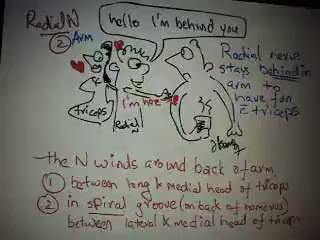 Radial N
② Arm
hello I'm behind you
Radial nerve
stays behind in
arm to
have fun
c triceps
I'm here
triceps
Radial
- the N winds around back of arm
① between long & medial head of triceps
② in spiral groove (on back of humerus)
between lateral & medial head of triceps